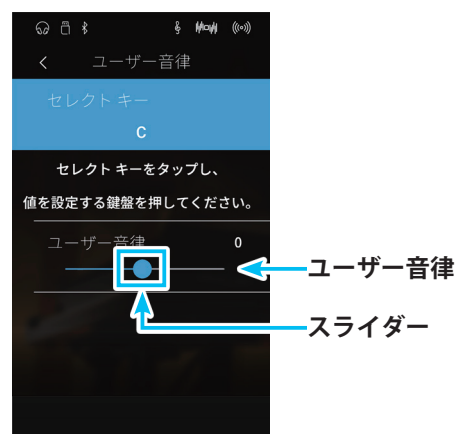 ユーザー音律
セレクト キー
C
セレクト キーをタップし、
値を設定する鍵盤を押してください。
ユーザー音律 0
ユーザー音律
スライダー